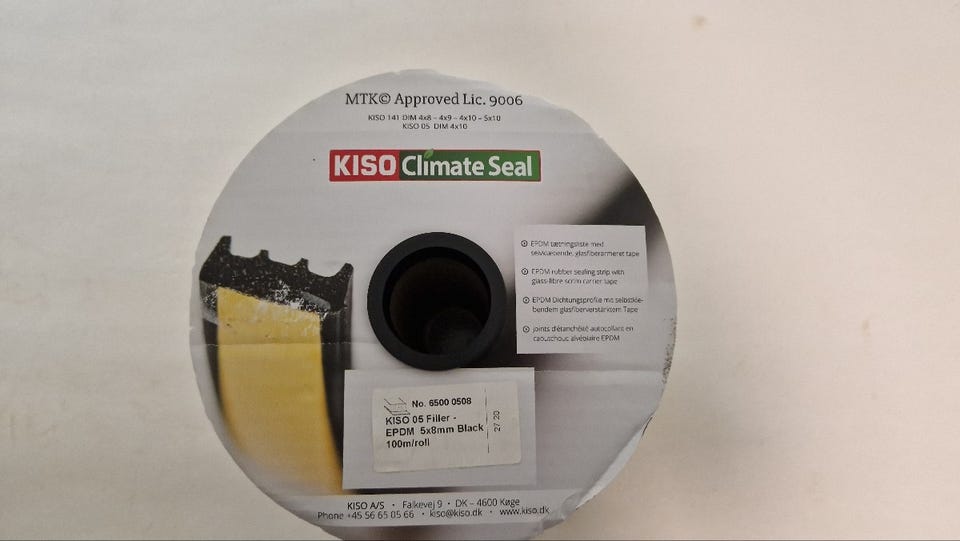 MTK© Approved Lic. 9006
KISO 141 DIM 4x8 – 4x9 – 4x10 – 5x10
KISO 05 DIM 4x10
KISO Climate Seal
EPDM tætningsliste med
selvklæbende, glasfiberarmeret tape
EPDM rubber sealing strip with
glass-fibre scrim carrier tape
EPDM Dichtungsprofile mit selbstkle-
bendem glasfiberverstärktem Tape
joints d'étanchéité autocollant en
caoutchouc alvéolaire EPDM
No. 6500 0508
KISO 05 Filler -
EPDM 5x8mm Black
100m/roll
27 20
KISO A/S · Falkevej 9 · DK – 4600 Køge
Phone +45 56 65 05 66 · kiso@kiso.dk · www.kiso.dk